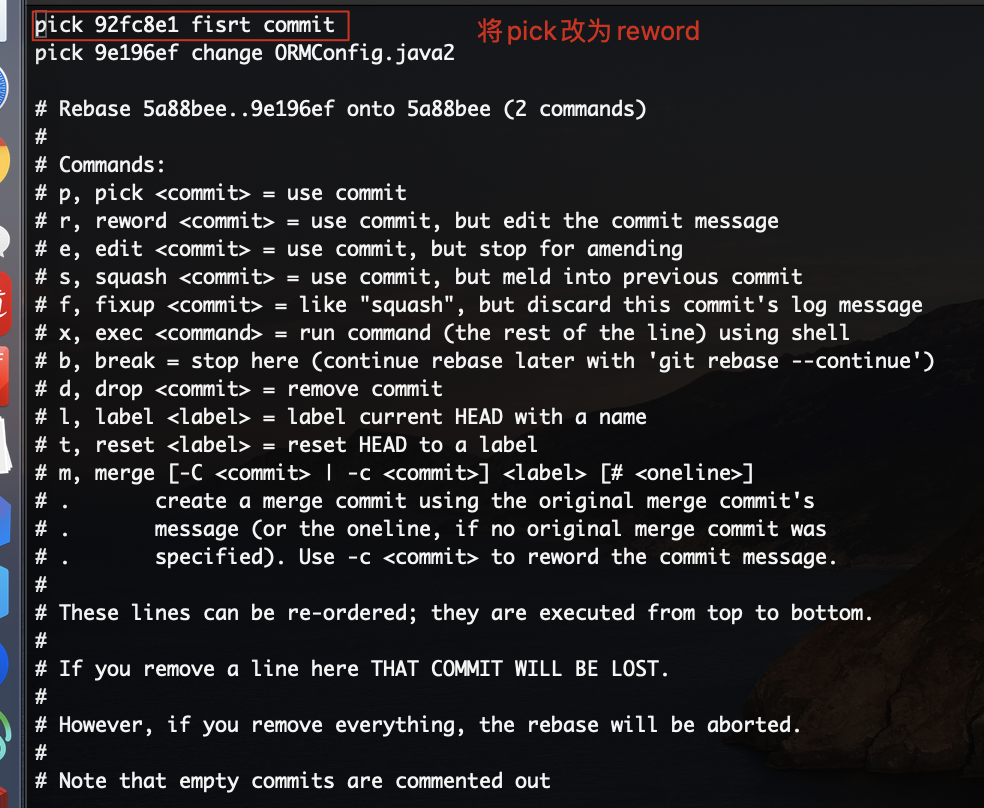 pick 92fc8e1 fisrt commit
将pick改为reword
pick 9e196ef change ORMConfig.java2
# Rebase 5a88bee..9e196ef onto 5a88bee (2 commands)
#
# Commands:
# p, pick <commit> = use commit
# r, reword <commit> = use commit, but edit the commit message
# e, edit <commit> = use commit, but stop for amending
# s, squash <commit> = use commit, but meld into previous commit
# f, fixup <commit> = like "squash", but discard this commit's log message
# x, exec <command> = run command (the rest of the line) using shell
# b, break = stop here (continue rebase later with 'git rebase --continue')
# d, drop <commit> = remove commit
# l, label <label> = label current HEAD with a name
# t, reset <label> = reset HEAD to a label
# m, merge [-C <commit> | -c <commit>] <label> [# <oneline>]
# .       create a merge commit using the original merge commit's
# .       message (or the oneline, if no original merge commit was
# .       specified). Use -c <commit> to reword the commit message.
#
# These lines can be re-ordered; they are executed from top to bottom.
#
# If you remove a line here THAT COMMIT WILL BE LOST.
#
# However, if you remove everything, the rebase will be aborted.
#
# Note that empty commits are commented out